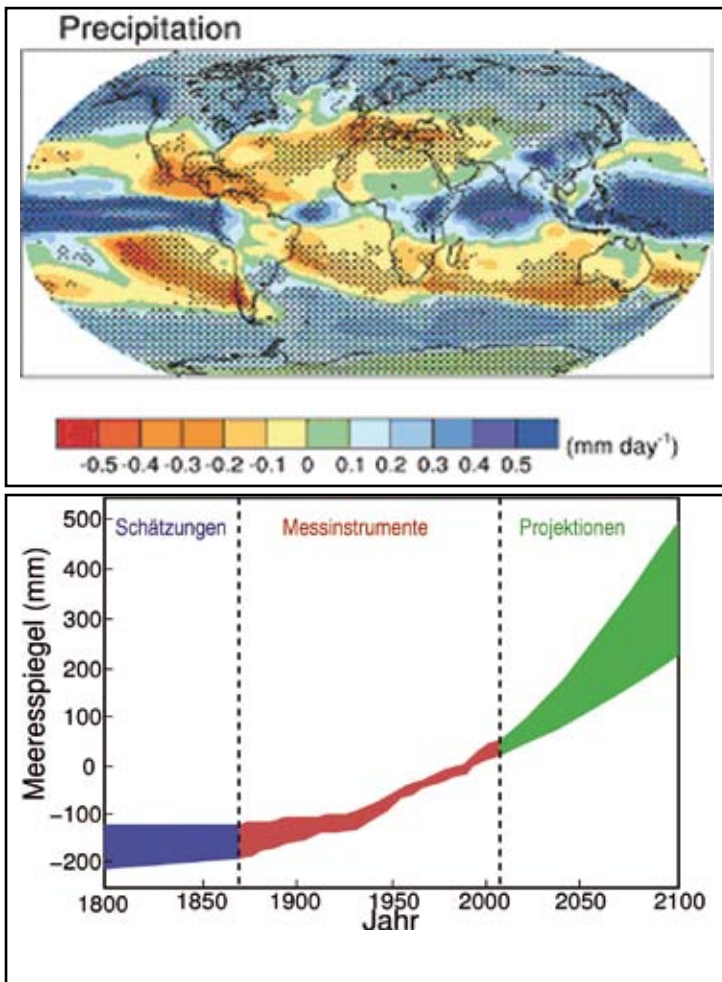 Precipitation
-0.5 -0.4 -0.3 -0.2 -0.1 0 0.1 0.2 0.3 0.4 0.5 (mm day⁻¹)
Schätzungen Messinstrumente Projektionen
Meeresspiegel (mm)
500
400
300
200
100
0
−100
−200
1800 1850 1900 1950 2000 2050 2100
Jahr